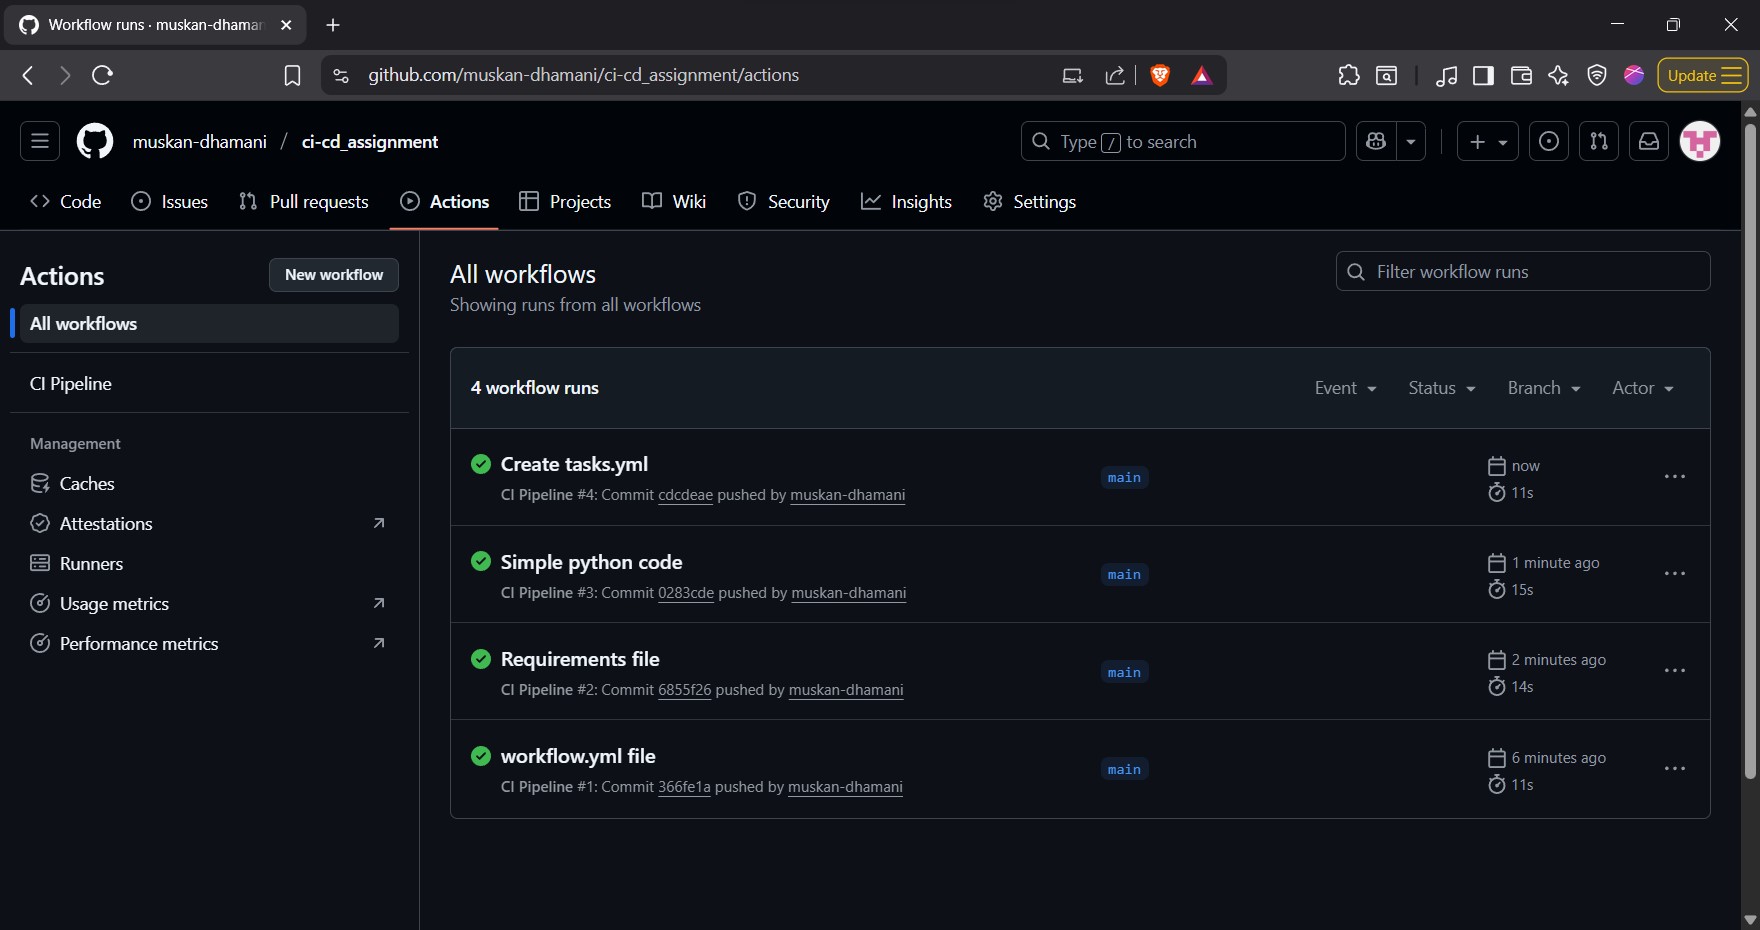 Workflow runs · muskan-dhamar
github.com/muskan-dhamani/ci-cd_assignment/actions
Update
muskan-dhamani / ci-cd_assignment
Type / to search
Code
Issues
Pull requests
Actions
Projects
Wiki
Security
Insights
Settings
Actions
New workflow
All workflows
CI Pipeline
Management
Caches
Attestations
Runners
Usage metrics
Performance metrics
All workflows
Showing runs from all workflows
Filter workflow runs
4 workflow runs
Event
Status
Branch
Actor
Create tasks.yml
CI Pipeline #4: Commit cdcdeae pushed by muskan-dhamani
main
now
11s
Simple python code
CI Pipeline #3: Commit 0283cde pushed by muskan-dhamani
main
1 minute ago
15s
Requirements file
CI Pipeline #2: Commit 6855f26 pushed by muskan-dhamani
main
2 minutes ago
14s
workflow.yml file
CI Pipeline #1: Commit 366fe1a pushed by muskan-dhamani
main
6 minutes ago
11s